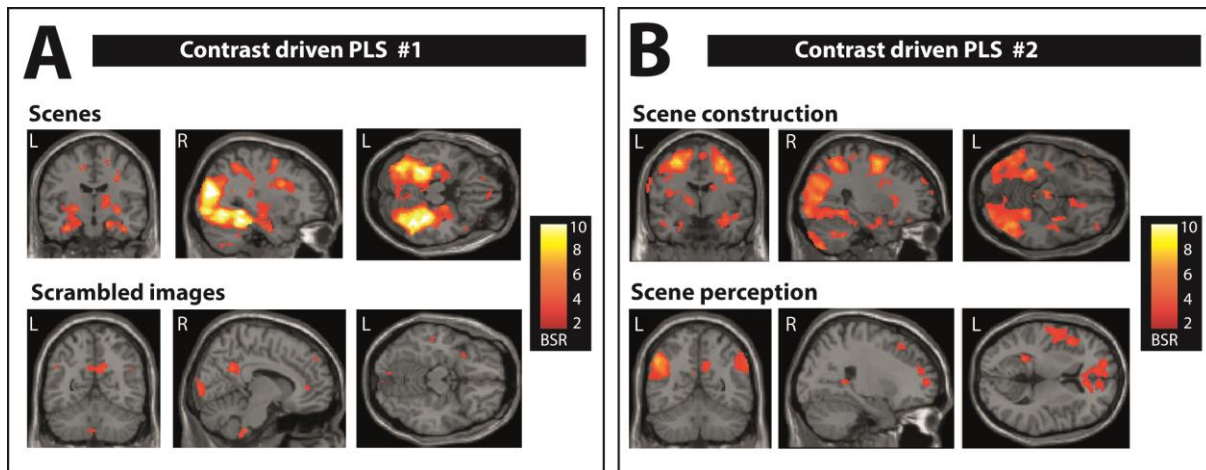 A
Contrast driven PLS #1
Scenes
L
R
L
10
8
6
4
2
BSR
Scrambled images
L
R
L
B
Contrast driven PLS #2
Scene construction
L
R
L
10
8
6
4
2
BSR
Scene perception
L
R
L